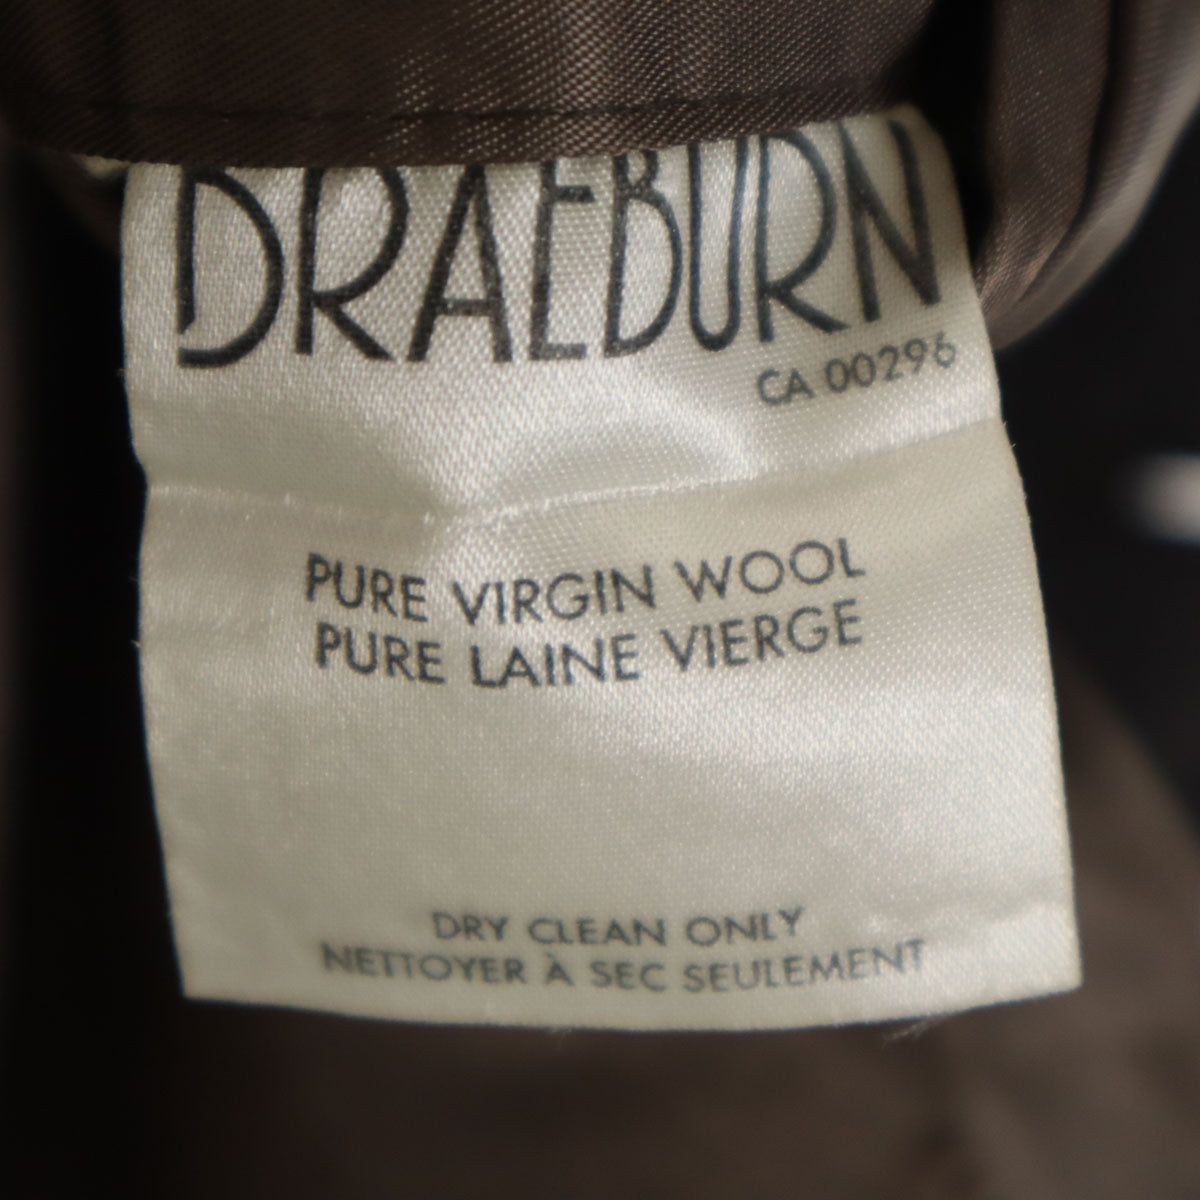 DRAEBURN
CA 00296
PURE VIRGIN WOOL
PURE LAINE VIERGE
DRY CLEAN ONLY
NETTOYER À SEC SEULEMENT